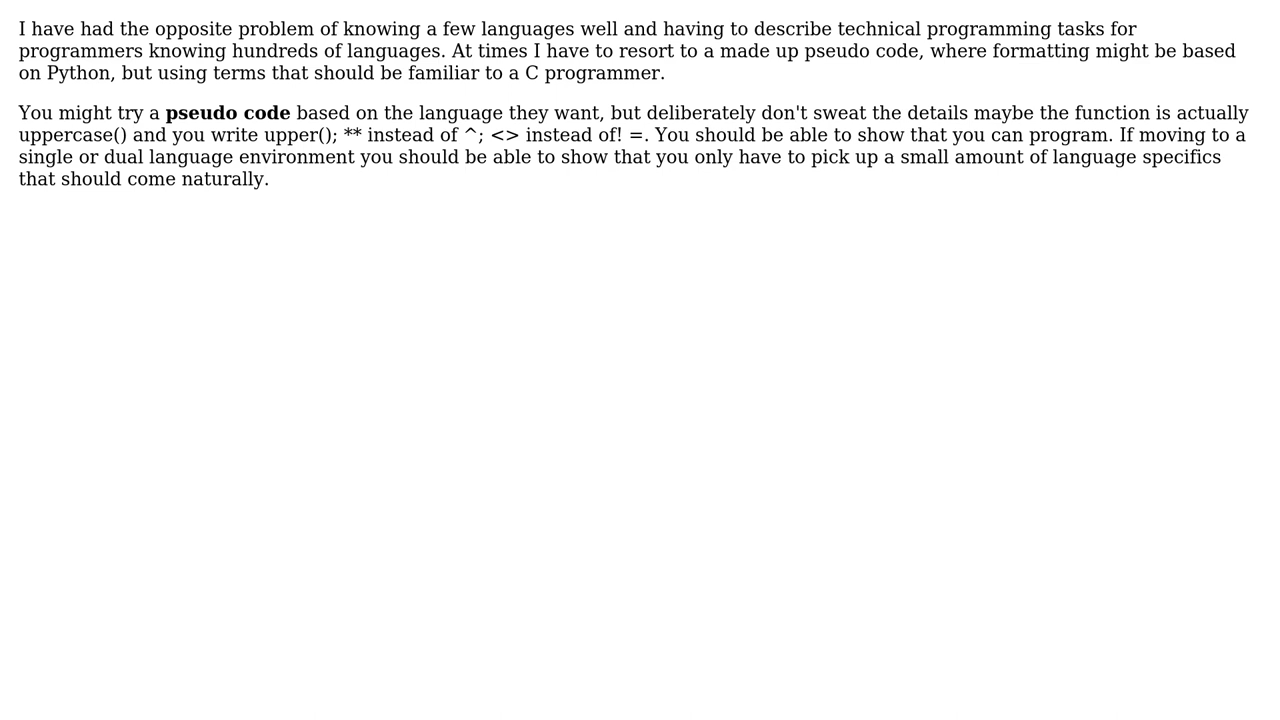 I have had the opposite problem of knowing a few languages well and having to describe technical programming tasks for
programmers knowing hundreds of languages. At times I have to resort to a made up pseudo code, where formatting might be based
on Python, but using terms that should be familiar to a C programmer.
You might try a pseudo code based on the language they want, but deliberately don't sweat the details maybe the function is actually
uppercase() and you write upper(); ** instead of ^; <> instead of! =. You should be able to show that you can program. If moving to a
single or dual language environment you should be able to show that you only have to pick up a small amount of language specifics
that should come naturally.